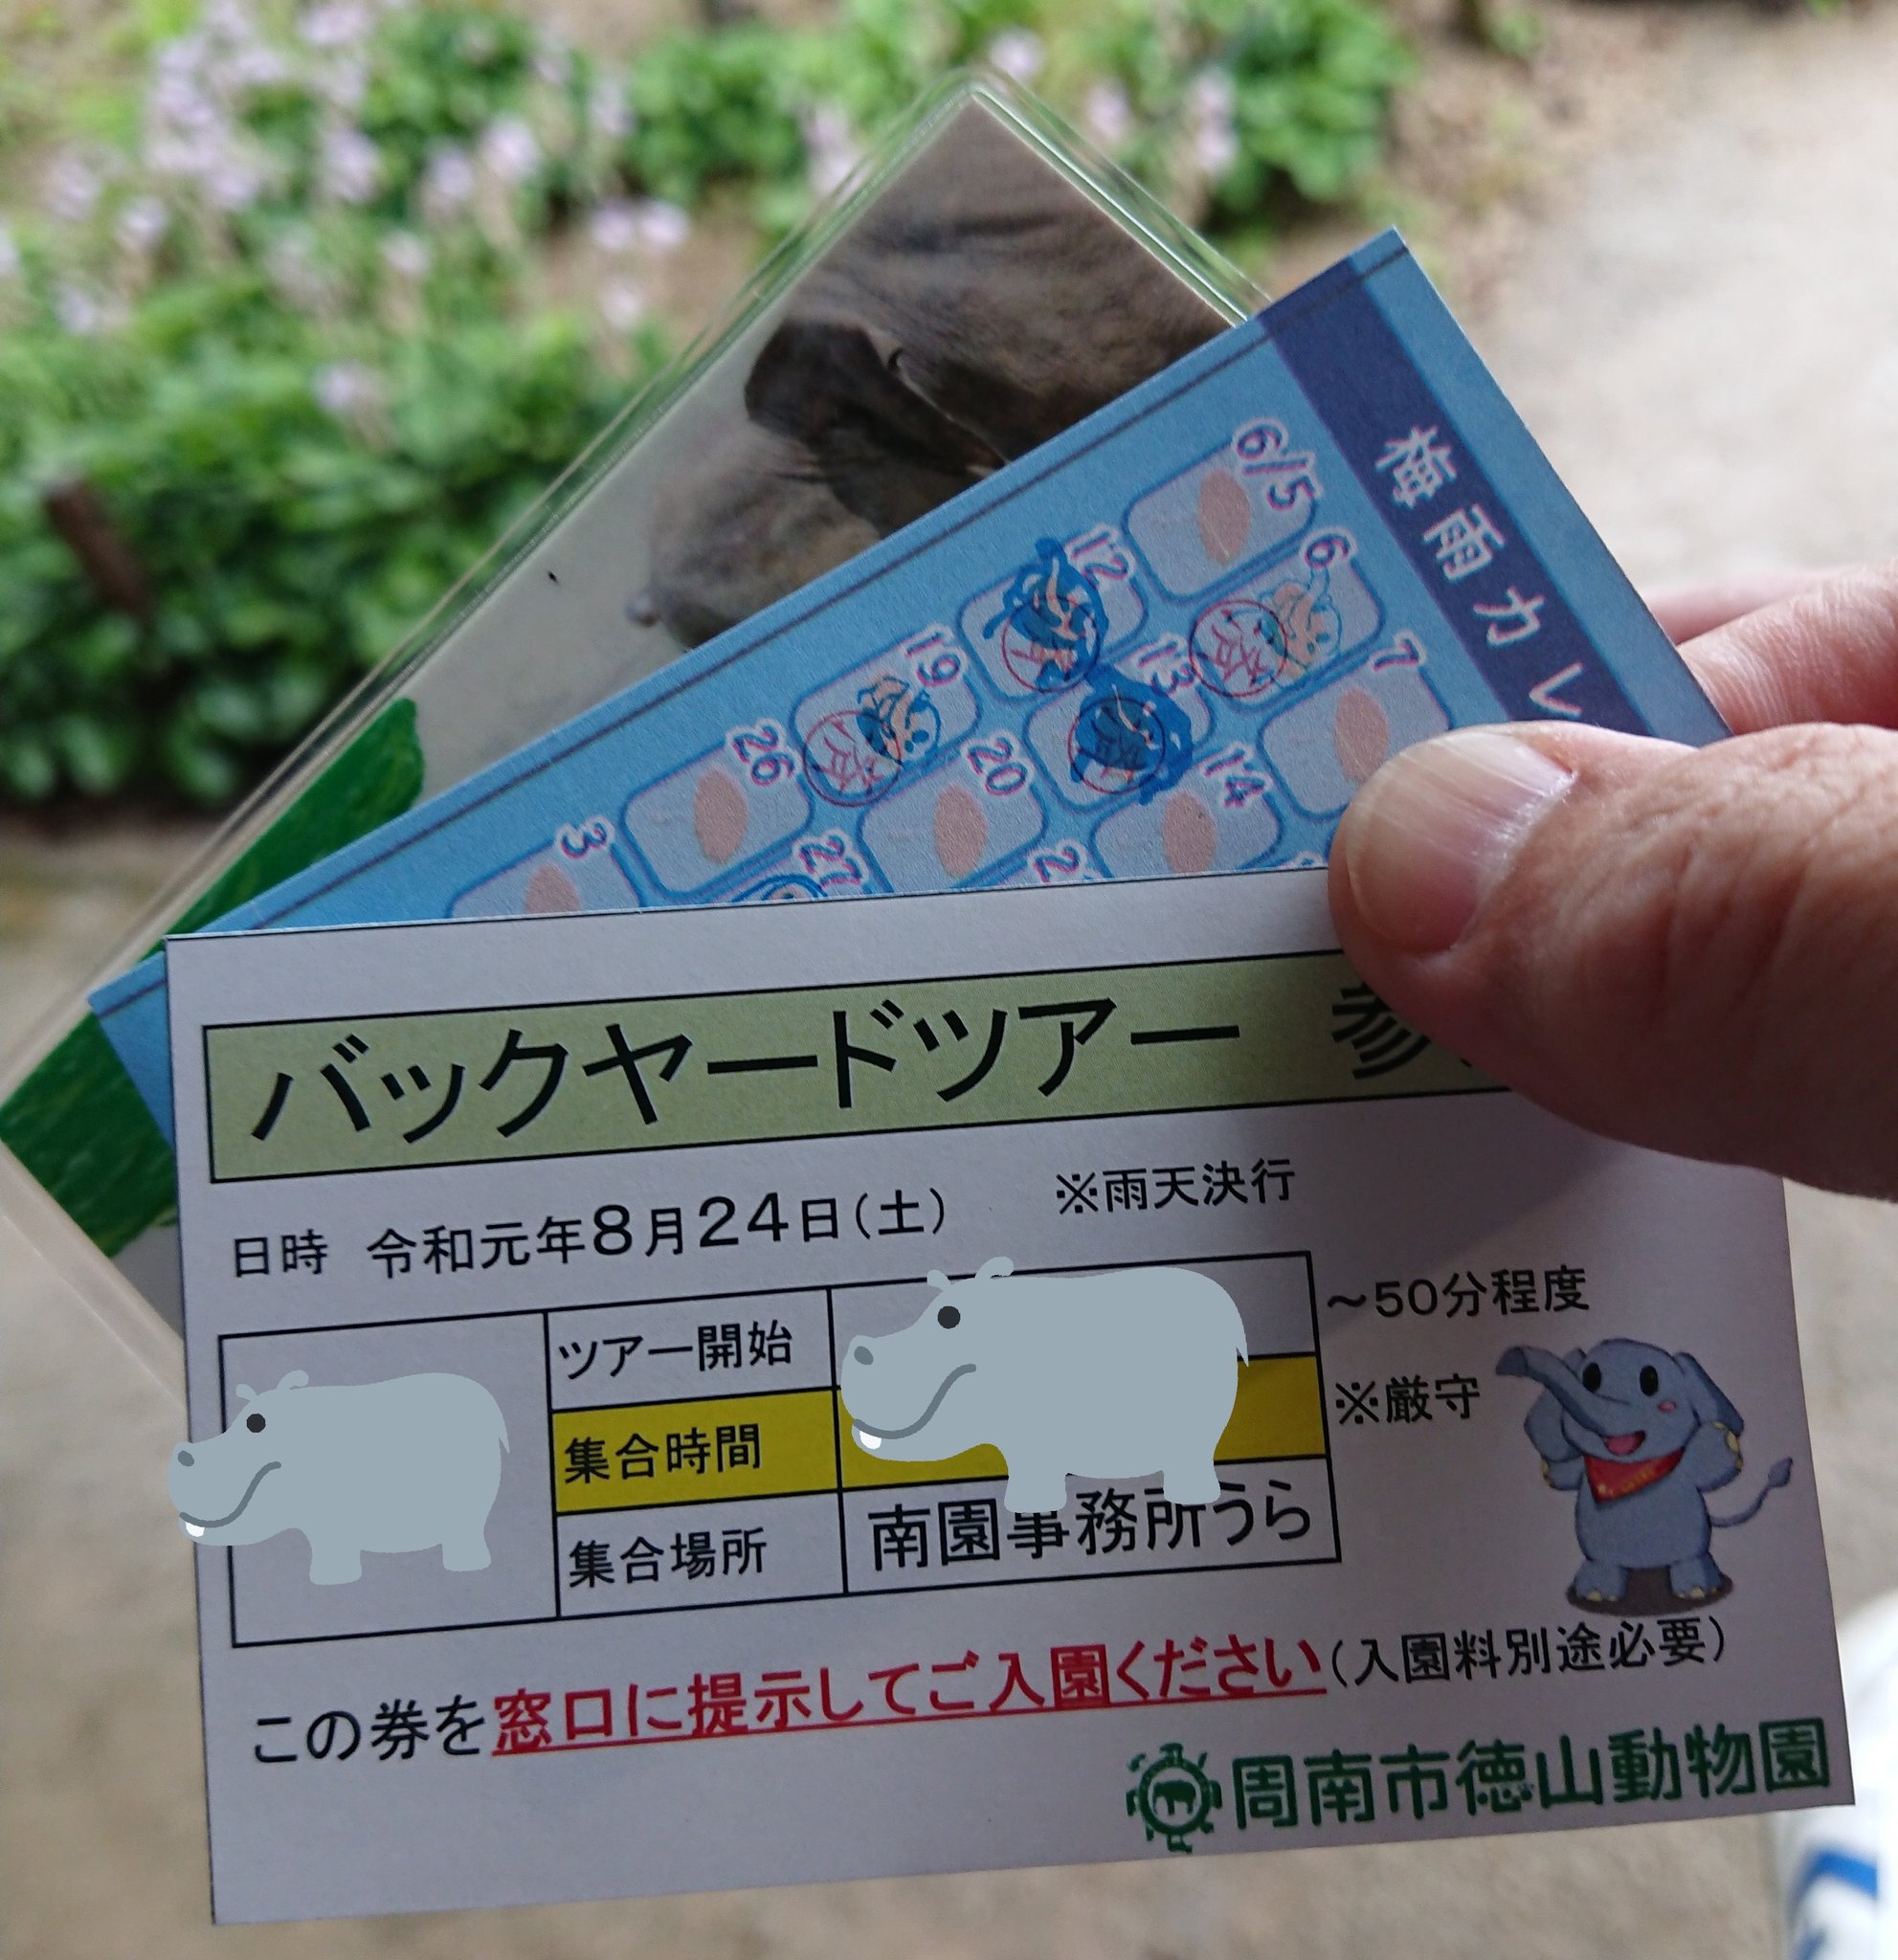 梅雨カレ
6/5
6
7
12
13
14
19
20
26
27
3
バックヤードツアー 参
日時 令和元年8月24日(土) ※雨天決行
ツアー開始 ~50分程度
集合時間 ※厳守
集合場所 南園事務所うら
この券を窓口に提示してご入園ください(入園料別途必要)
周南市徳山動物園